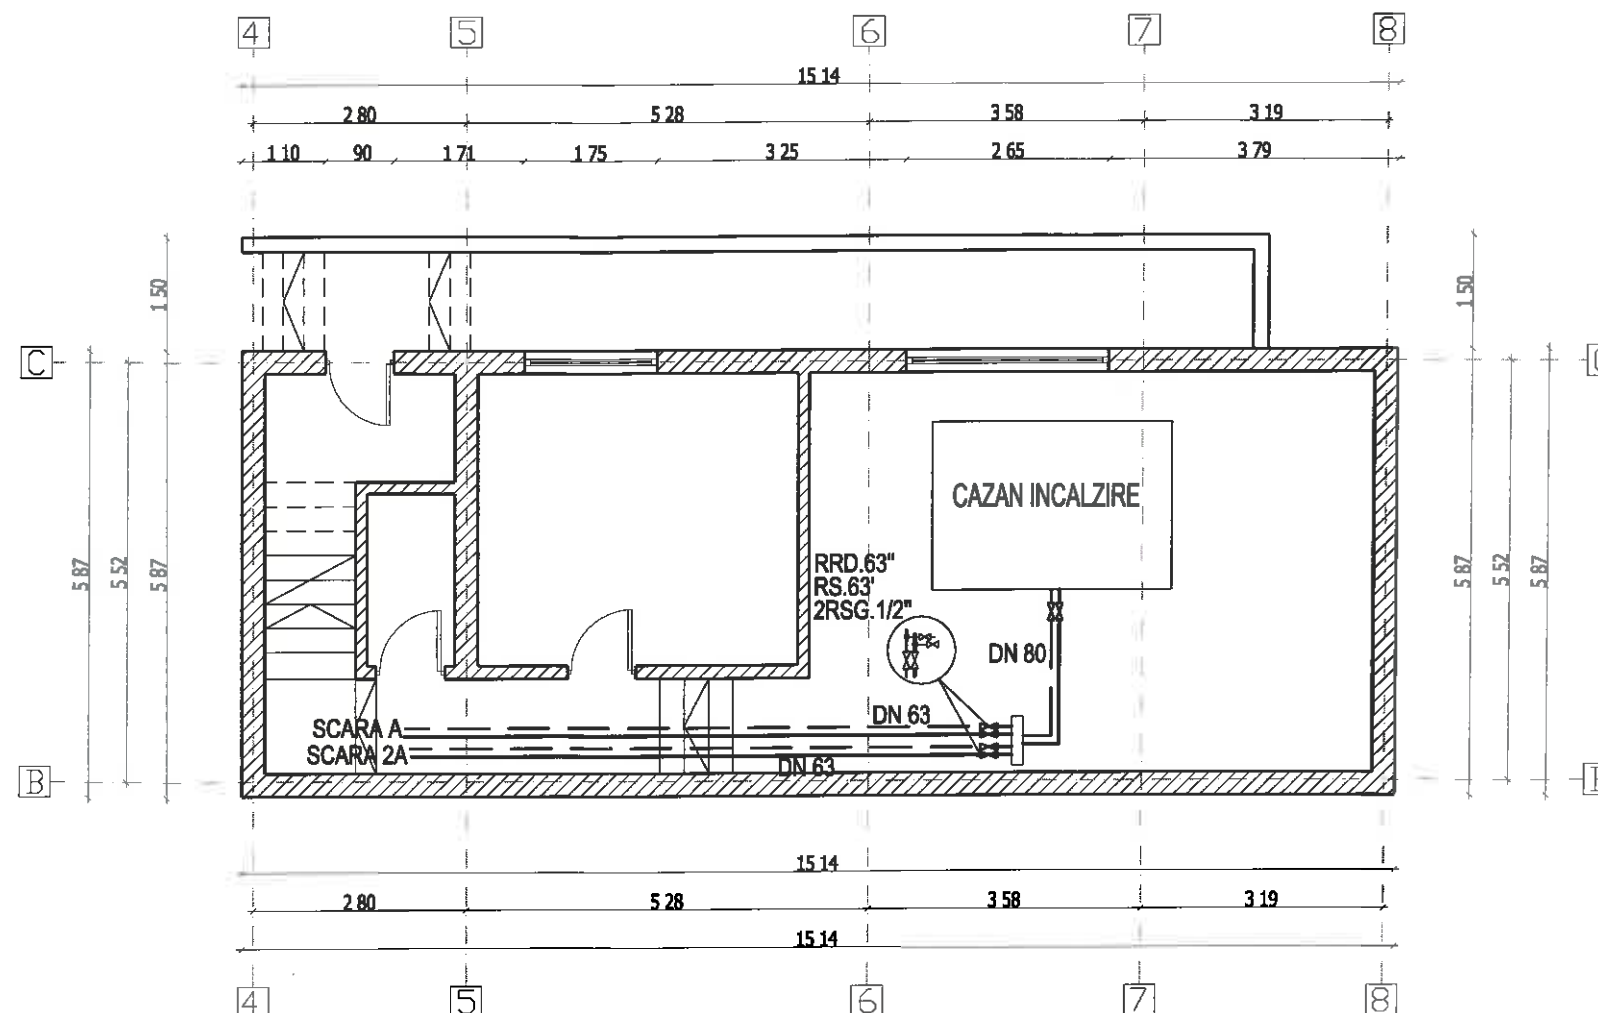 4 5 6 7 8
15 14
2 80 5 28 3 58 3 19
1 10 90 1 71 1 75 3 25 2 65 3 79
1 50 1 50
C
CAZAN INCALZIRE
RRD.63"
RS.63'
2RSG.1/2"
5 87 5 52 5 87 5 87 5 52 5 87
DN 80
DN 63
SCARA A
SCARA 2A
DN 63
B
15 14
2 80 5 28 3 58 3 19
15 14
4 5 6 7 8